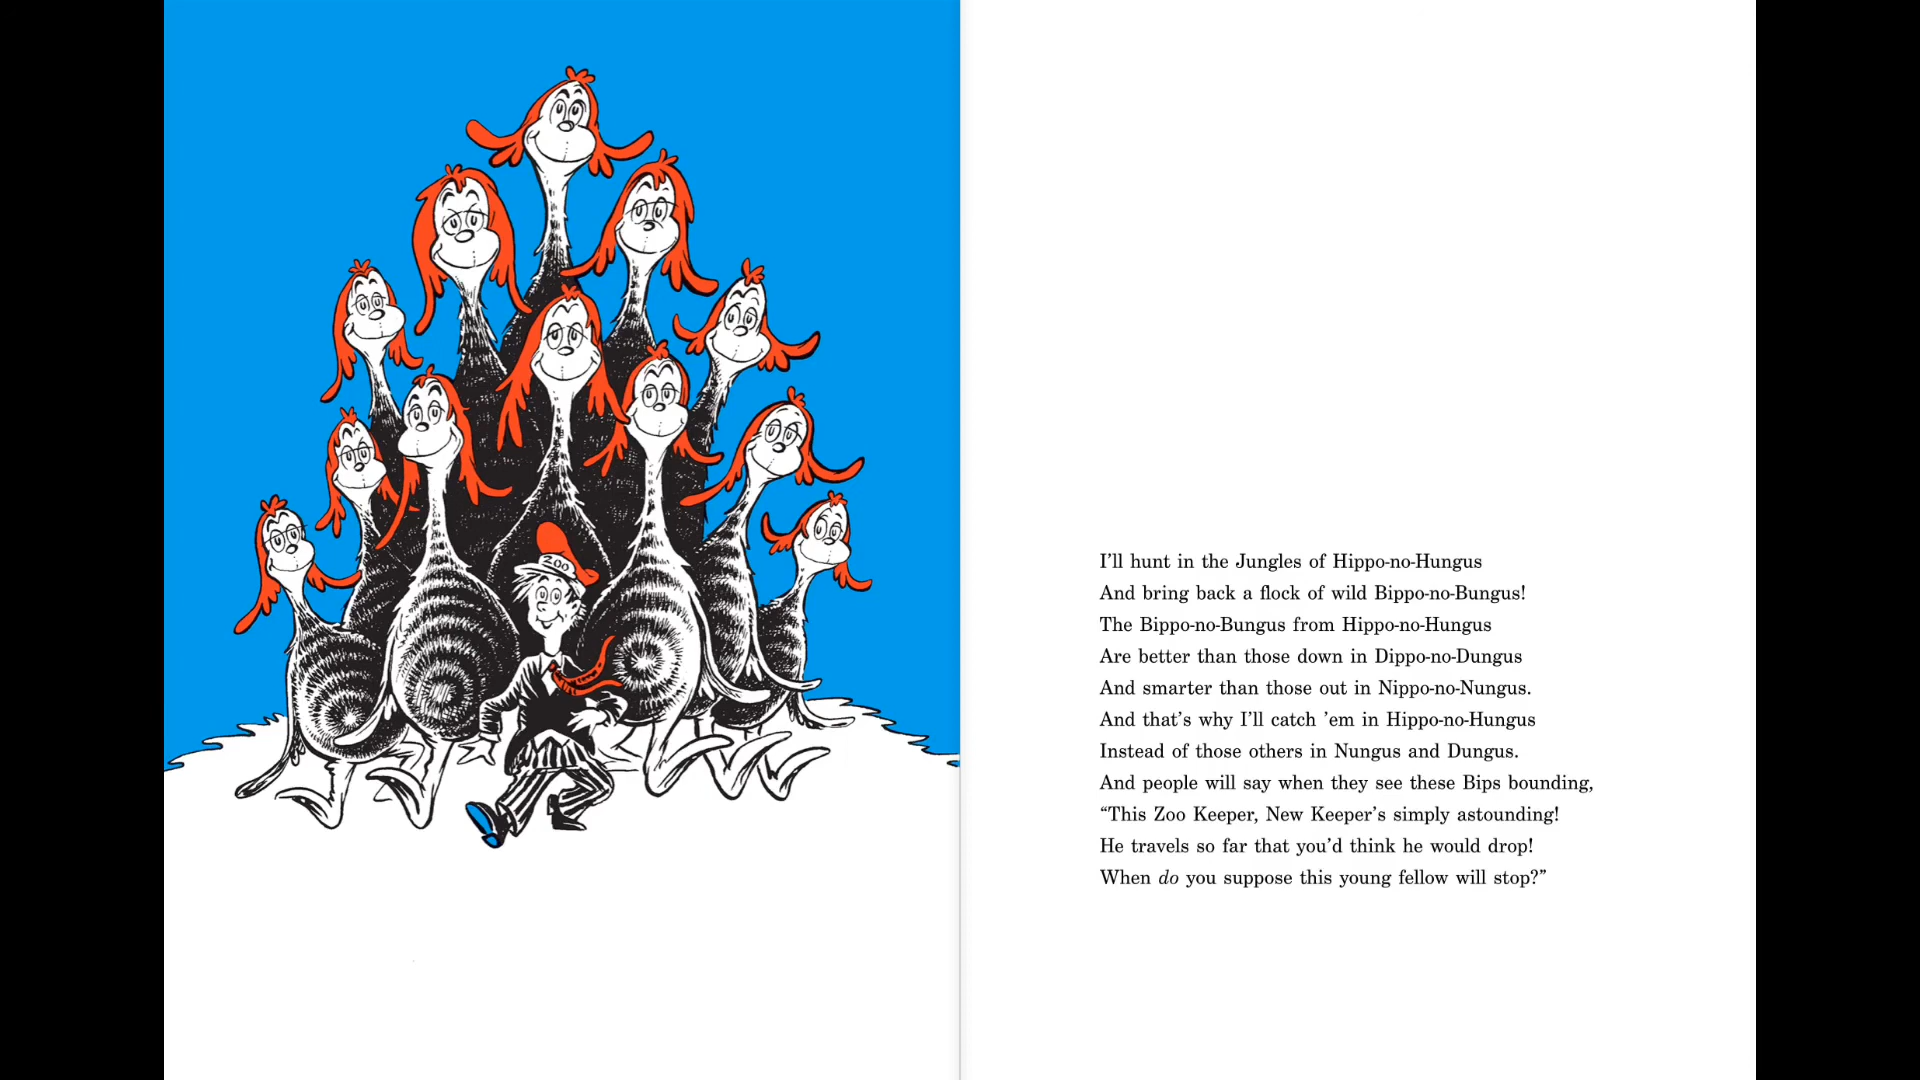 ZOO
I’ll hunt in the Jungles of Hippo-no-Hungus
And bring back a flock of wild Bippo-no-Bungus!
The Bippo-no-Bungus from Hippo-no-Hungus
Are better than those down in Dippo-no-Dungus
And smarter than those out in Nippo-no-Nungus.
And that’s why I’ll catch ’em in Hippo-no-Hungus
Instead of those others in Nungus and Dungus.
And people will say when they see these Bips bounding,
“This Zoo Keeper, New Keeper’s simply astounding!
He travels so far that you’d think he would drop!
When do you suppose this young fellow will stop?”